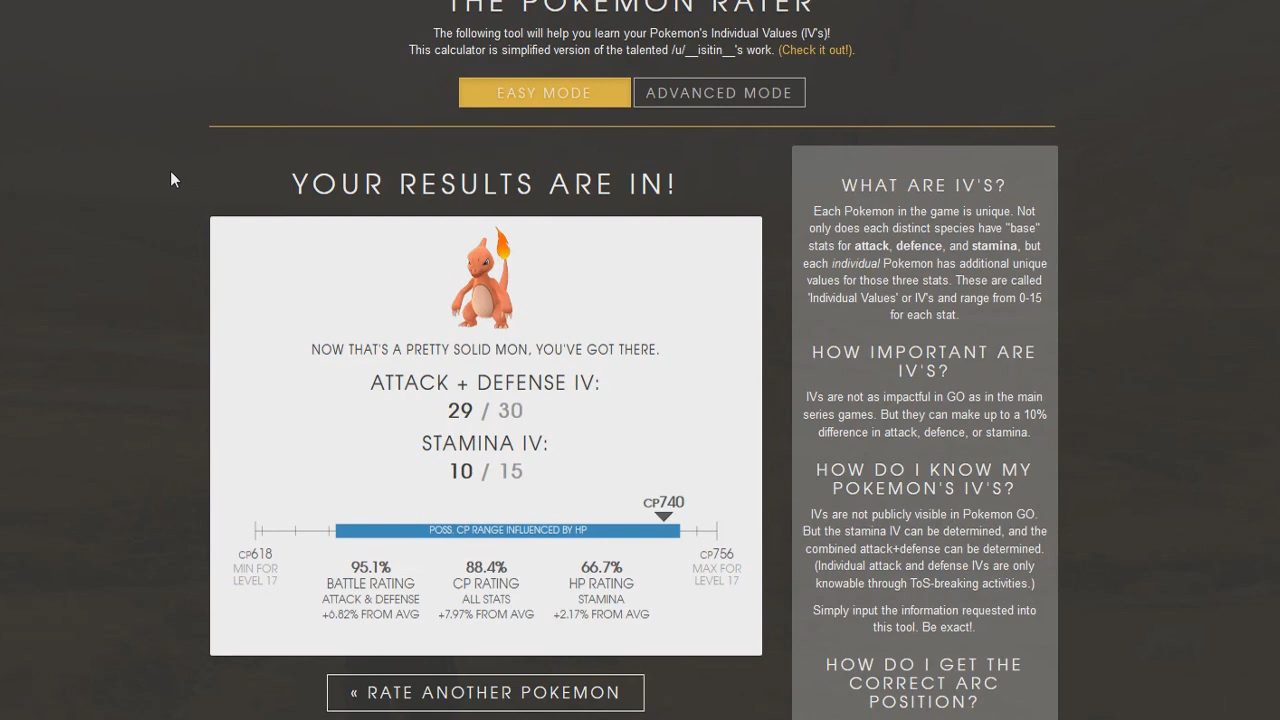 THE POKEMON RATER
The following tool will help you learn your Pokemon's Individual Values (IV's)!
This calculator is simplified version of the talented /u/__isitin__'s work. (Check it out!).
EASY MODE
ADVANCED MODE
YOUR RESULTS ARE IN!
NOW THAT'S A PRETTY SOLID MON, YOU'VE GOT THERE.
ATTACK + DEFENSE IV:
29 / 30
STAMINA IV:
10 / 15
CP740
POSS. CP RANGE INFLUENCED BY HP
CP618
MIN FOR
LEVEL 17
CP756
MAX FOR
LEVEL 17
95.1%
BATTLE RATING
ATTACK & DEFENSE
+6.82% FROM AVG
88.4%
CP RATING
ALL STATS
+7.97% FROM AVG
66.7%
HP RATING
STAMINA
+2.17% FROM AVG
« RATE ANOTHER POKEMON
WHAT ARE IV'S?
Each Pokemon in the game is unique. Not
only does each distinct species have "base"
stats for attack, defence, and stamina, but
each individual Pokemon has additional unique
values for those three stats. These are called
'Individual Values' or IV's and range from 0-15
for each stat.
HOW IMPORTANT ARE
IV'S?
IVs are not as impactful in GO as in the main
series games. But they can make up to a 10%
difference in attack, defence, or stamina.
HOW DO I KNOW MY
POKEMON'S IV'S?
IVs are not publicly visible in Pokemon GO.
But the stamina IV can be determined, and the
combined attack+defense can be determined.
(Individual attack and defense IVs are only
knowable through ToS-breaking activities.)
Simply input the information requested into
this tool. Be exact!.
HOW DO I GET THE
CORRECT ARC
POSITION?